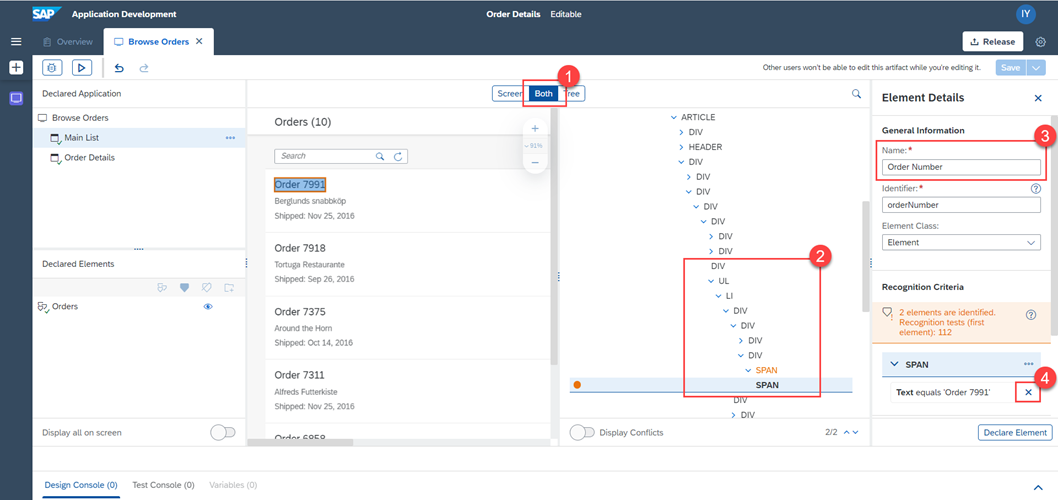 SAP Application Development
Order Details Editable
IY
Overview
Browse Orders
Release
Other users won't be able to edit this artifact while you're editing it.
Save
Declared Application
Browse Orders
Main List
Order Details
Declared Elements
Orders
Display all on screen
1
Screen Both Tree
Orders (10)
91%
Search
Order 7991
Berglunds snabbköp
Shipped: Nov 25, 2016
Order 7918
Tortuga Restaurante
Shipped: Sep 26, 2016
Order 7375
Around the Horn
Shipped: Oct 14, 2016
Order 7311
Alfreds Futterkiste
Shipped: Nov 25, 2016
Order 6858
ARTICLE
DIV
HEADER
DIV
DIV
DIV
DIV
DIV
DIV
DIV
2
DIV
UL
LI
DIV
DIV
DIV
DIV
SPAN
SPAN
DIV
DIV
Display Conflicts
2/2
Element Details
General Information
3
Name:*
Order Number
Identifier:*
orderNumber
Element Class:
Element
Recognition Criteria
2 elements are identified.
Recognition tests (first
element): 112
SPAN
4
Text equals 'Order 7991'
Declare Element
Design Console (0) Test Console (0) Variables (0)